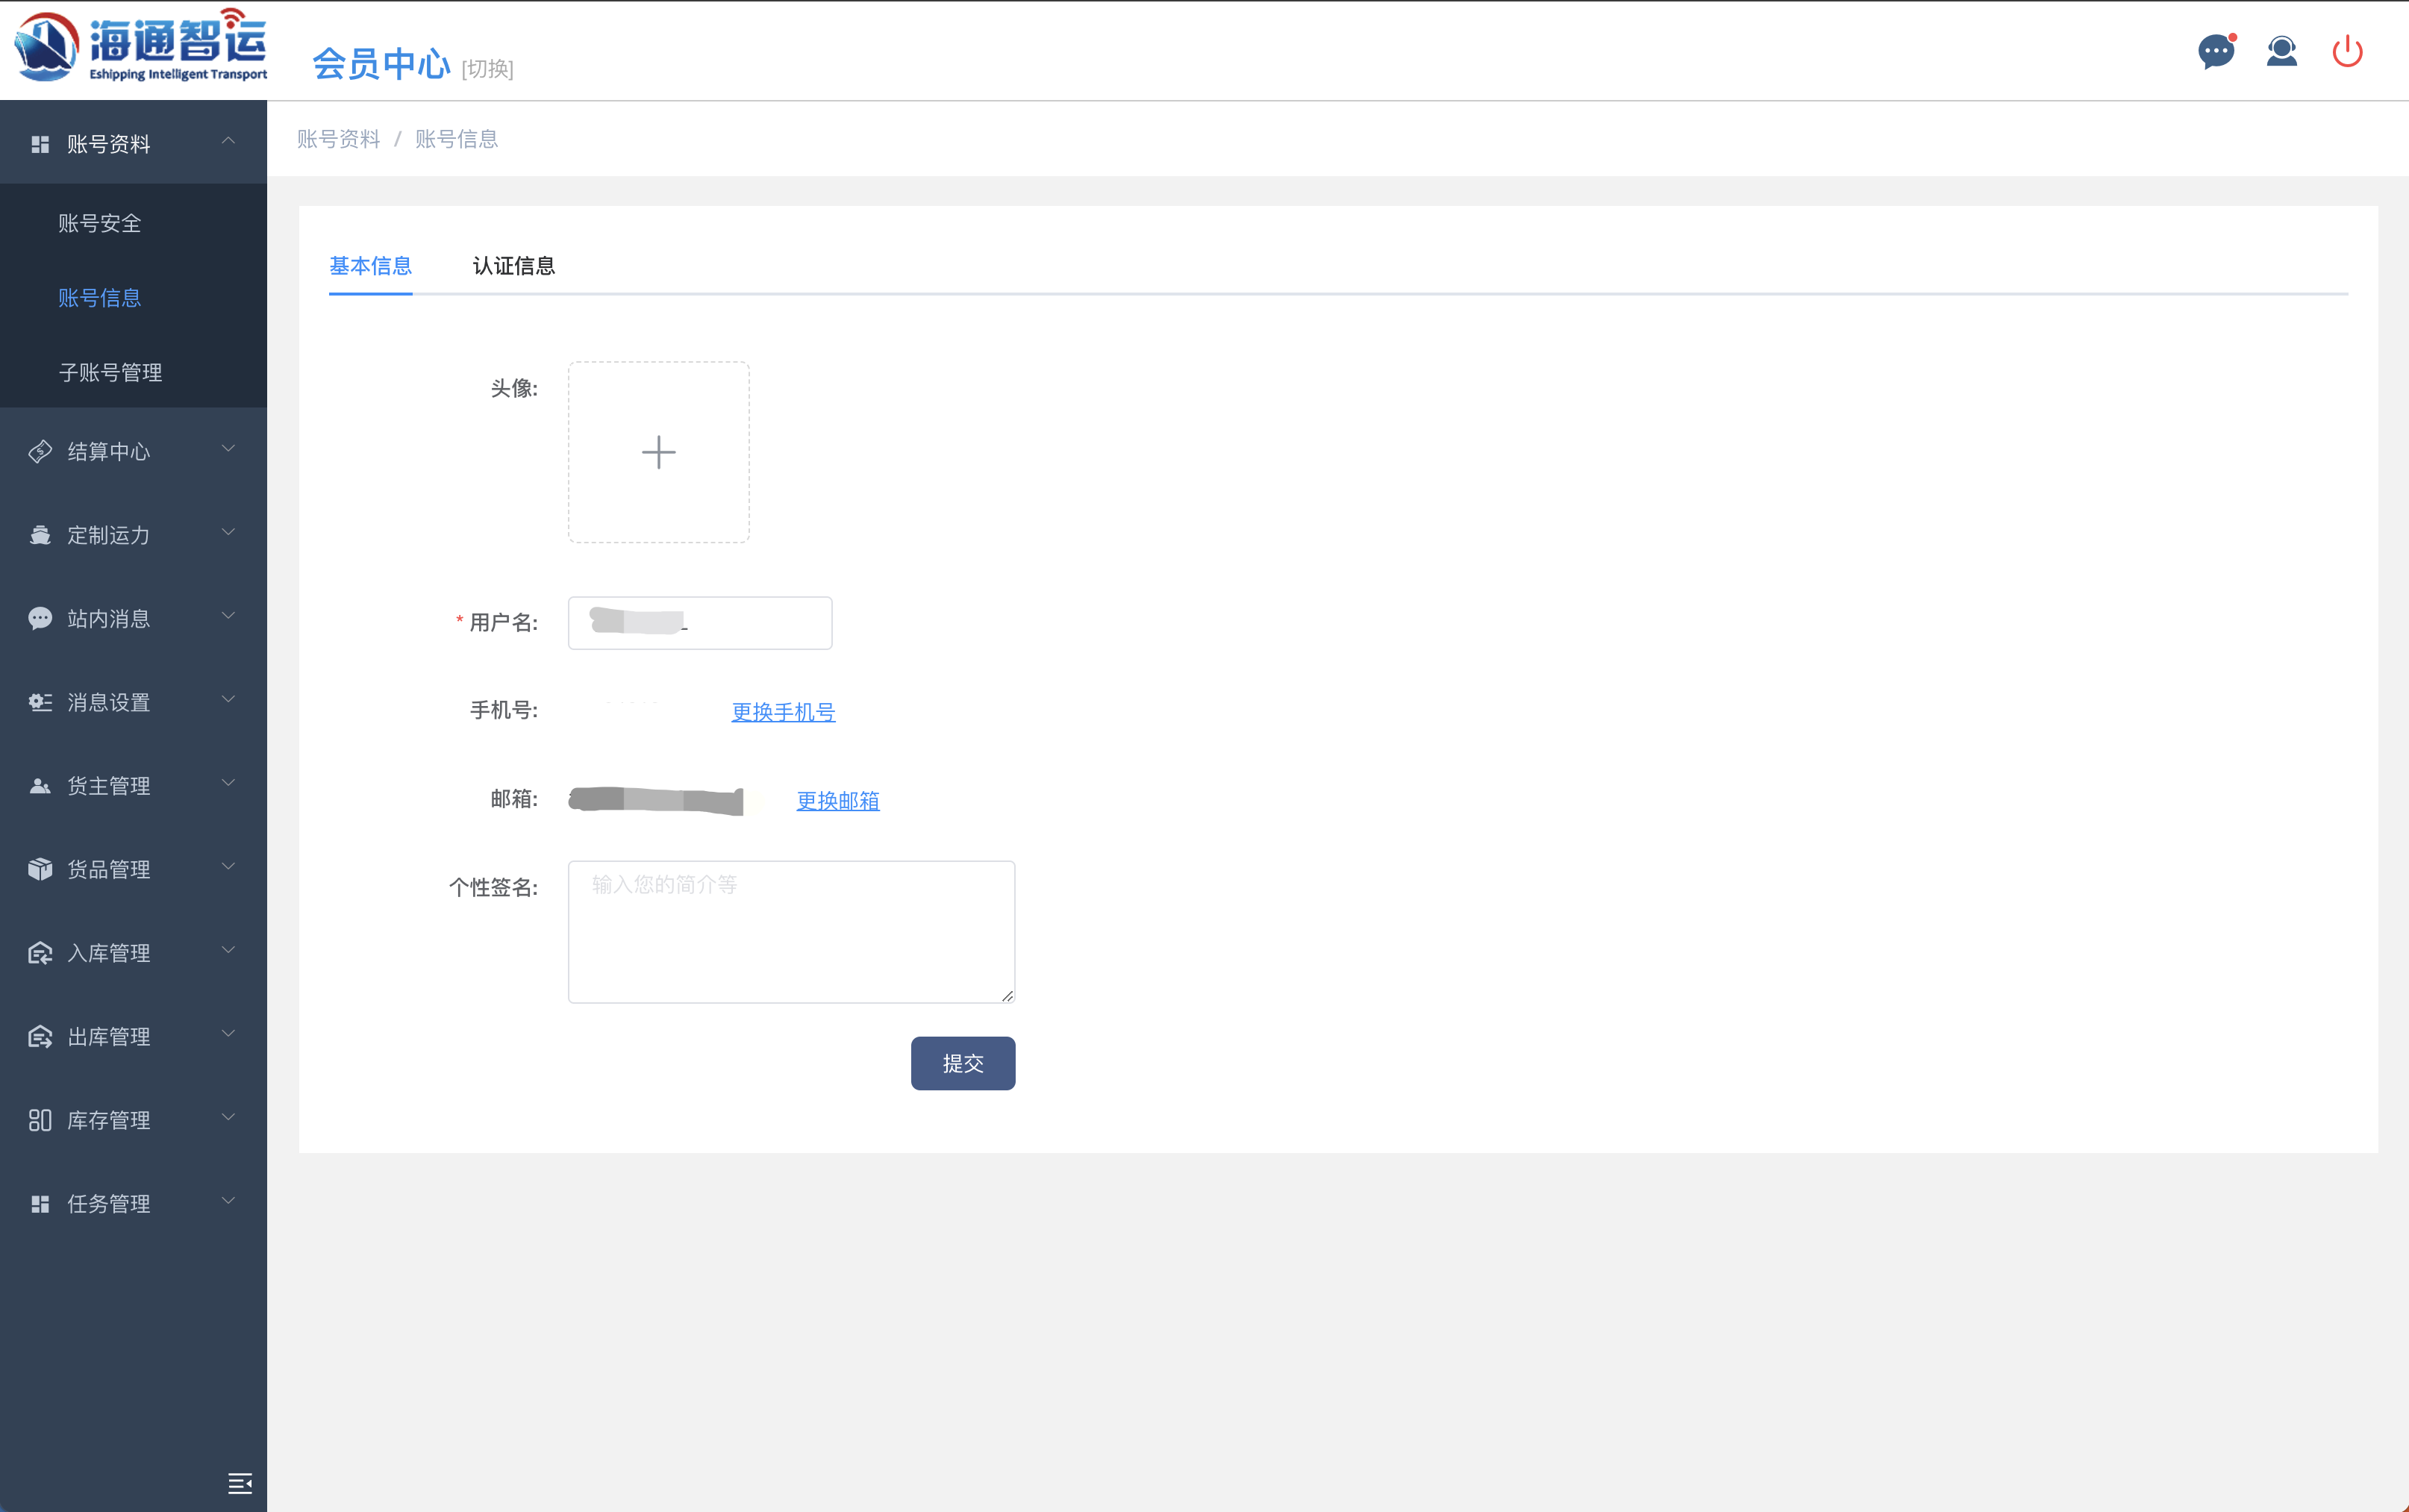 海通智运
Eshipping Intelligent Transport
会员中心 [切换]
账号资料
账号安全
账号信息
子账号管理
结算中心
定制运力
站内消息
消息设置
货主管理
货品管理
入库管理
出库管理
库存管理
任务管理
账号资料 / 账号信息
基本信息 认证信息
头像:
* 用户名:
手机号: 更换手机号
邮箱: 更换邮箱
个性签名: 输入您的简介等
提交